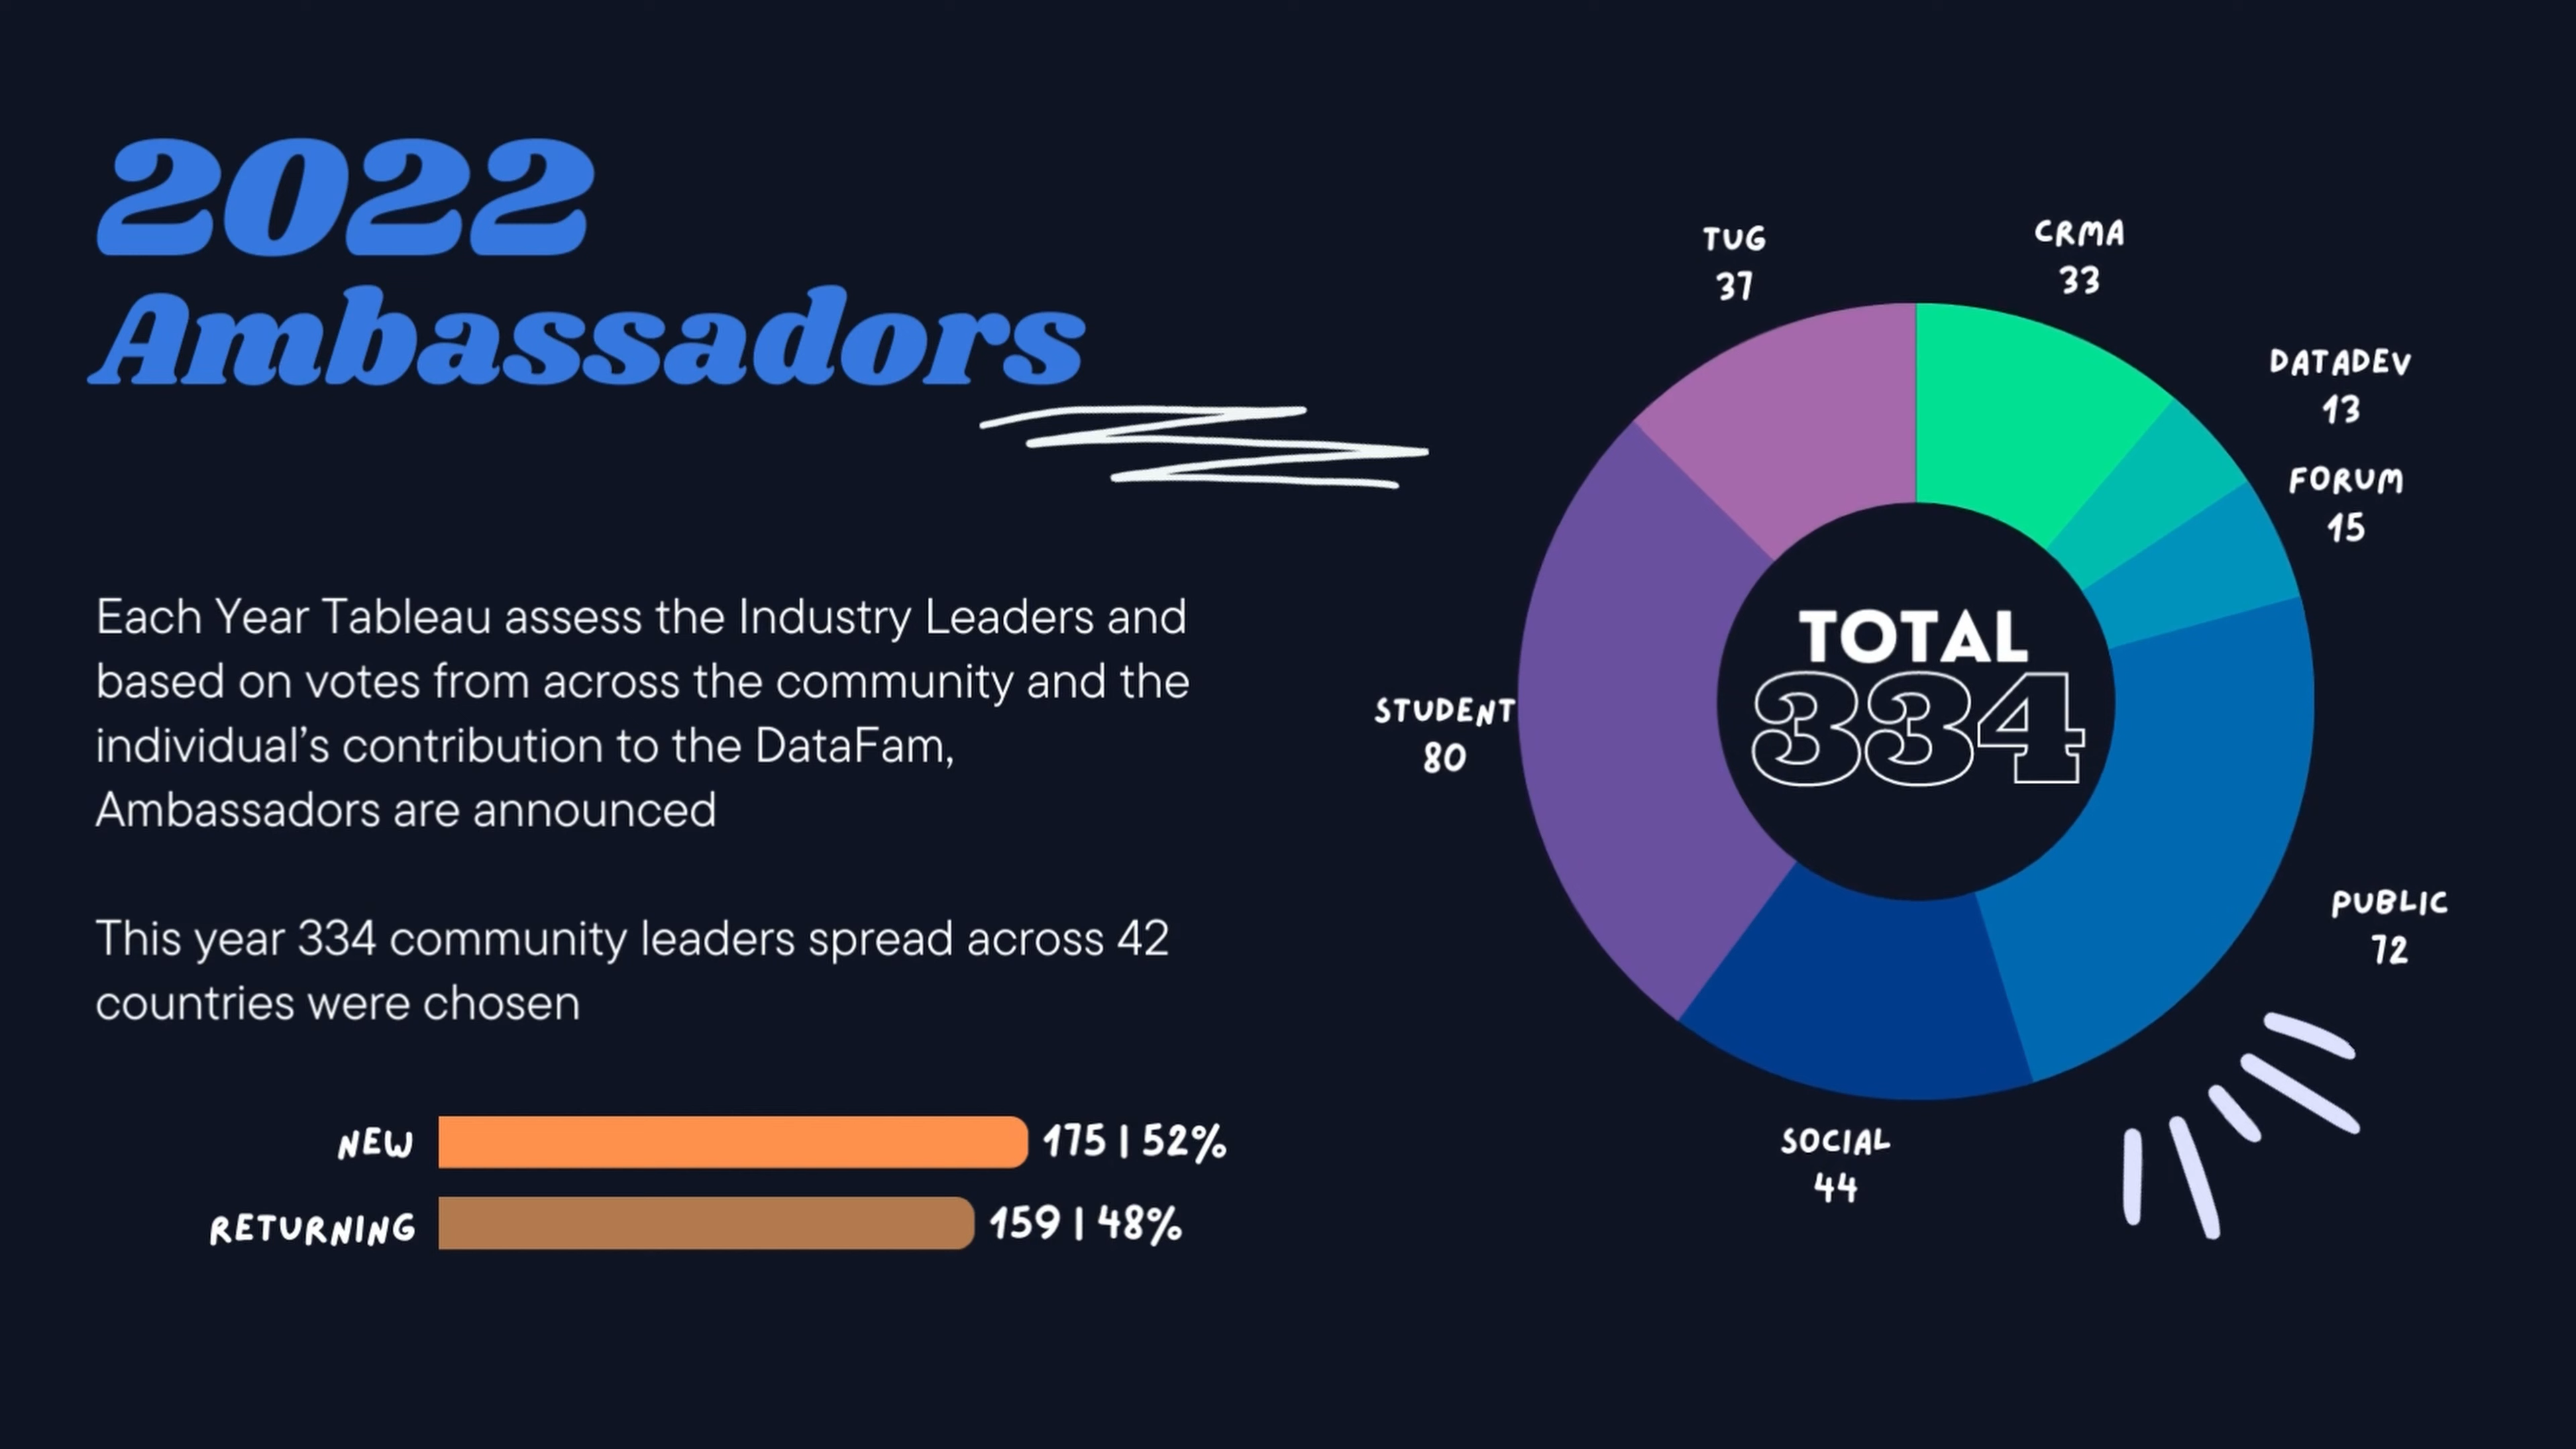 2022
Ambassadors
Each Year Tableau assess the Industry Leaders and
based on votes from across the community and the
individual's contribution to the DataFam,
Ambassadors are announced
This year 334 community leaders spread across 42
countries were chosen
NEW
175 | 52%
RETURNING
159 | 48%
TUG
37
CRMA
33
DATADEV
13
FORUM
15
TOTAL
334
STUDENT
80
PUBLIC
72
SOCIAL
44